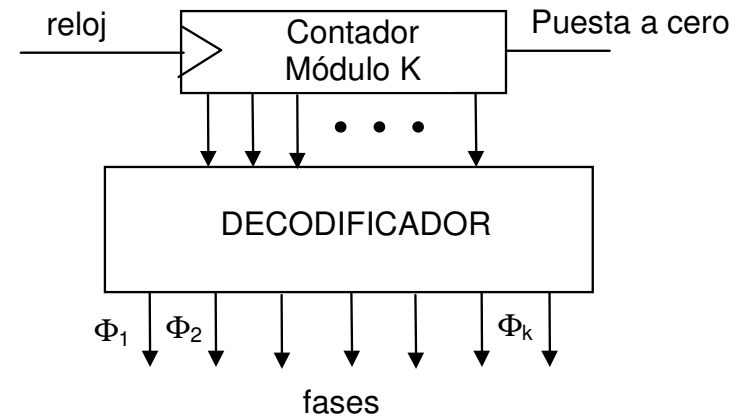 reloj
Contador
Módulo K
Puesta a cero
DECODIFICADOR
Φ1
Φ2
Φk
fases